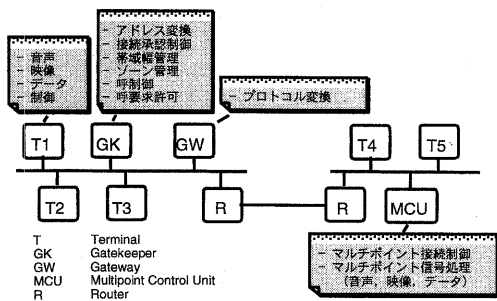 - アドレス変換
- 接続承認制御
- 帯域幅管理
- ゾーン管理
- 呼制御
- 呼要求許可
- 音声
- 映像
- データ
- 制御
- プロトコル変換
T1
GK
GW
T4
T5
T2
T3
R
R
MCU
T Terminal
GK Gatekeeper
GW Gateway
MCU Multipoint Control Unit
R Router
- マルチポイント接続制御
- マルチポイント信号処理
(音声，映像，データ)